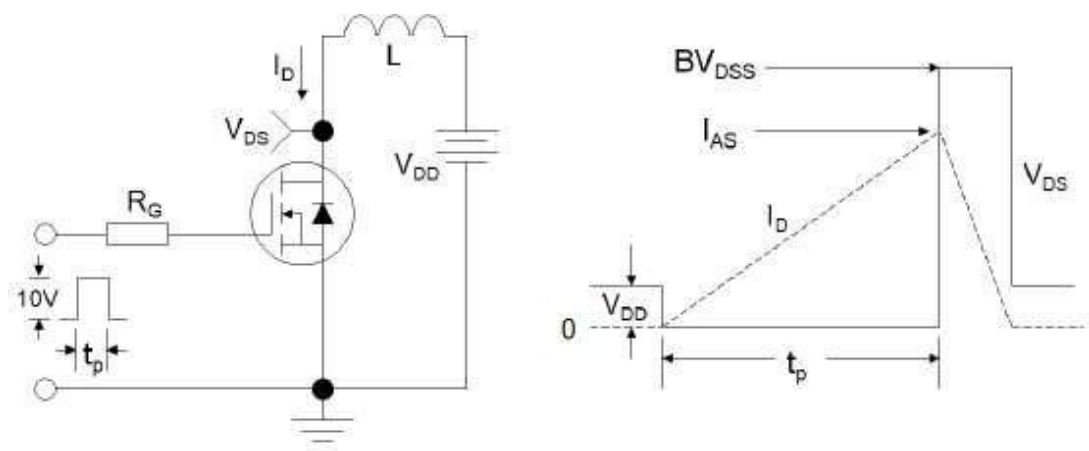 L
I_D
V_DS
V_DD
R_G
10V
t_p
BV_DSS
I_AS
V_DS
I_D
V_DD
0
t_p